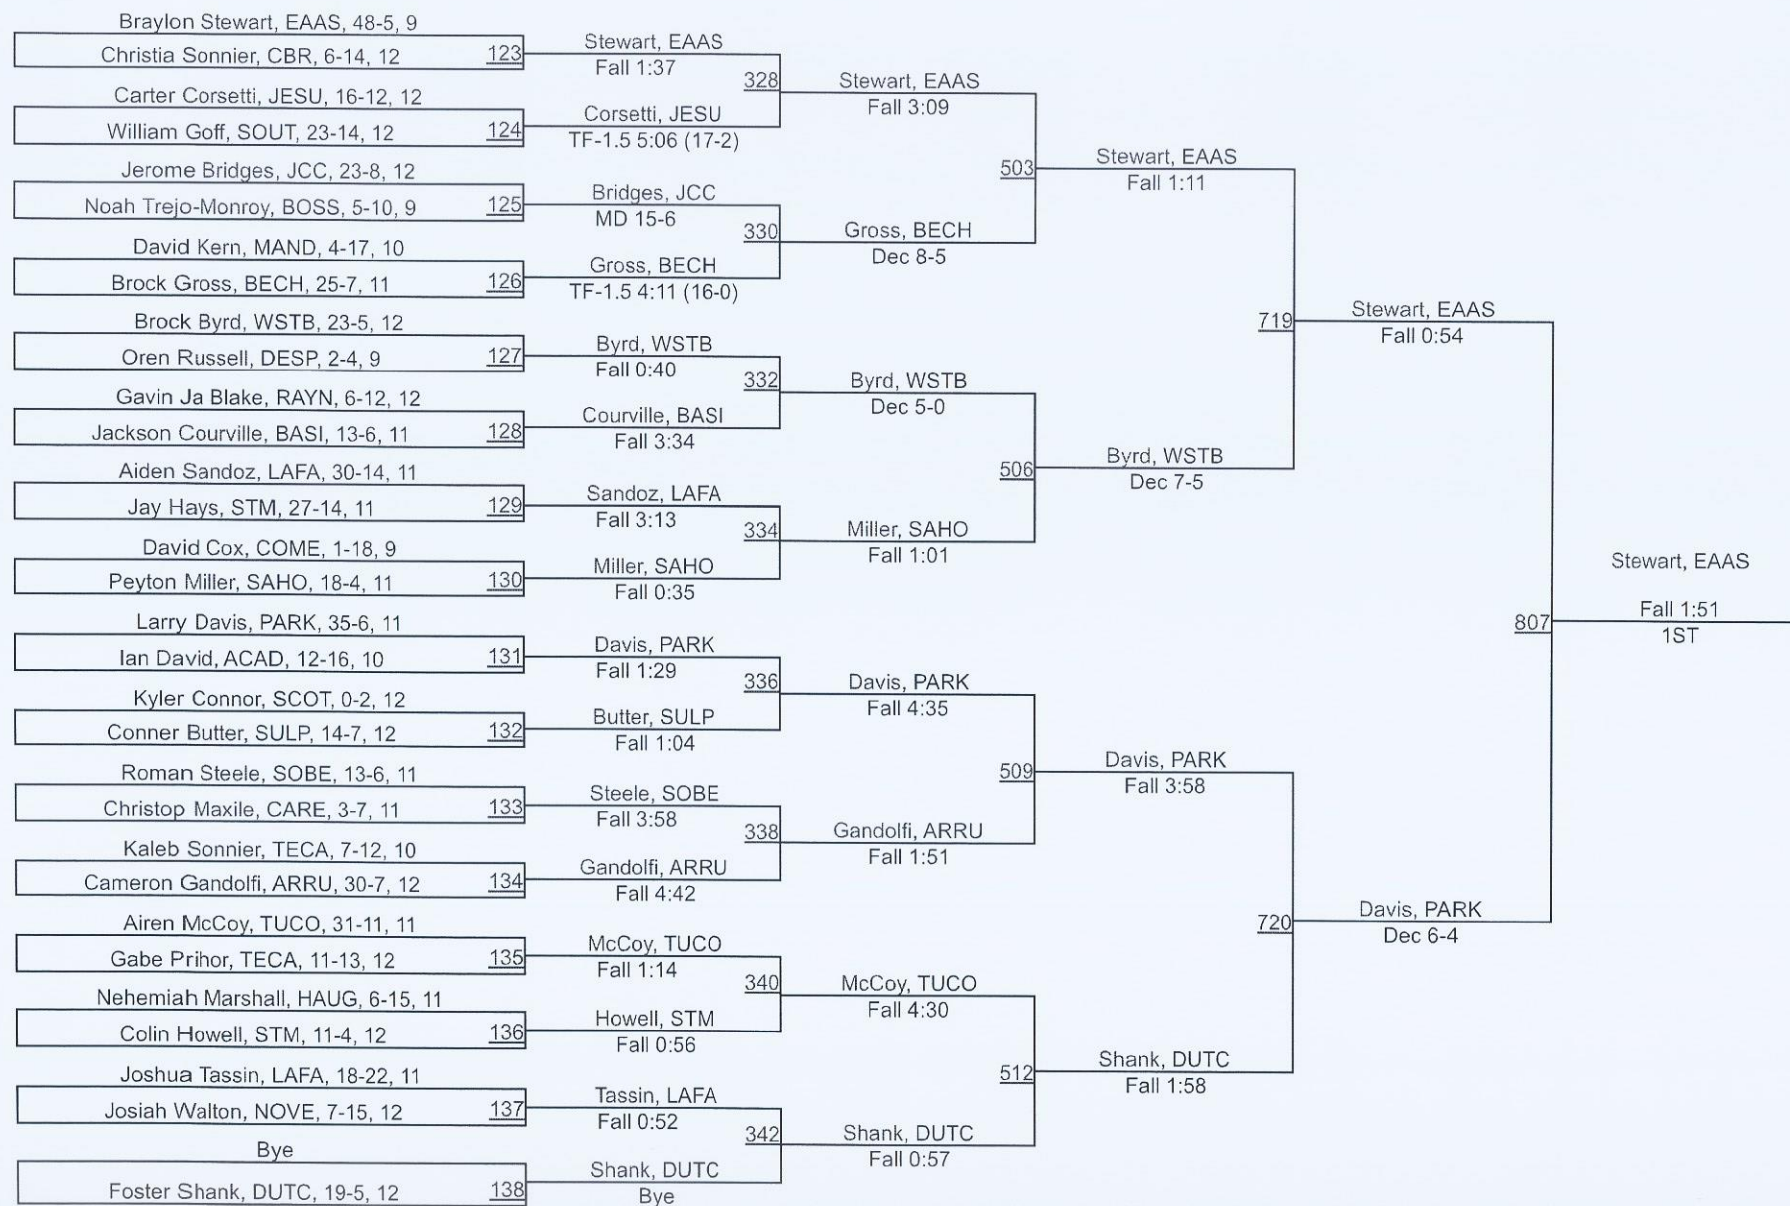 Braylon Stewart, EAAS, 48-5, 9
Christia Sonnier, CBR, 6-14, 12
123
Carter Corsetti, JESU, 16-12, 12
William Goff, SOUT, 23-14, 12
124
Jerome Bridges, JCC, 23-8, 12
Noah Trejo-Monroy, BOSS, 5-10, 9
125
David Kern, MAND, 4-17, 10
Brock Gross, BECH, 25-7, 11
126
Brock Byrd, WSTB, 23-5, 12
Oren Russell, DESP, 2-4, 9
127
Gavin Ja Blake, RAYN, 6-12, 12
Jackson Courville, BASI, 13-6, 11
128
Aiden Sandoz, LAFA, 30-14, 11
Jay Hays, STM, 27-14, 11
129
David Cox, COME, 1-18, 9
Peyton Miller, SAHO, 18-4, 11
130
Larry Davis, PARK, 35-6, 11
Ian David, ACAD, 12-16, 10
131
Kyler Connor, SCOT, 0-2, 12
Conner Butter, SULP, 14-7, 12
132
Roman Steele, SOBE, 13-6, 11
Christop Maxile, CARE, 3-7, 11
133
Kaleb Sonnier, TECA, 7-12, 10
Cameron Gandolfi, ARRU, 30-7, 12
134
Airen McCoy, TUCO, 31-11, 11
Gabe Prihor, TECA, 11-13, 12
135
Nehemiah Marshall, HAUG, 6-15, 11
Colin Howell, STM, 11-4, 12
136
Joshua Tassin, LAFA, 18-22, 11
Josiah Walton, NOVE, 7-15, 12
137
Bye
Foster Shank, DUTC, 19-5, 12
138
Stewart, EAAS
Fall 1:37
328
Corsetti, JESU
TF-1.5 5:06 (17-2)
Bridges, JCC
MD 15-6
330
Gross, BECH
TF-1.5 4:11 (16-0)
Byrd, WSTB
Fall 0:40
332
Courville, BASI
Fall 3:34
Sandoz, LAFA
Fall 3:13
334
Miller, SAHO
Fall 0:35
Davis, PARK
Fall 1:29
336
Butter, SULP
Fall 1:04
Steele, SOBE
Fall 3:58
338
Gandolfi, ARRU
Fall 4:42
McCoy, TUCO
Fall 1:14
340
Howell, STM
Fall 0:56
Tassin, LAFA
Fall 0:52
342
Shank, DUTC
Bye
Stewart, EAAS
Fall 3:09
503
Gross, BECH
Dec 8-5
Byrd, WSTB
Dec 5-0
506
Miller, SAHO
Fall 1:01
Davis, PARK
Fall 4:35
509
Gandolfi, ARRU
Fall 1:51
McCoy, TUCO
Fall 4:30
512
Shank, DUTC
Fall 0:57
Stewart, EAAS
Fall 1:11
719
Byrd, WSTB
Dec 7-5
Davis, PARK
Fall 3:58
720
Shank, DUTC
Fall 1:58
Stewart, EAAS
Fall 0:54
807
Davis, PARK
Dec 6-4
Stewart, EAAS
Fall 1:51
1ST